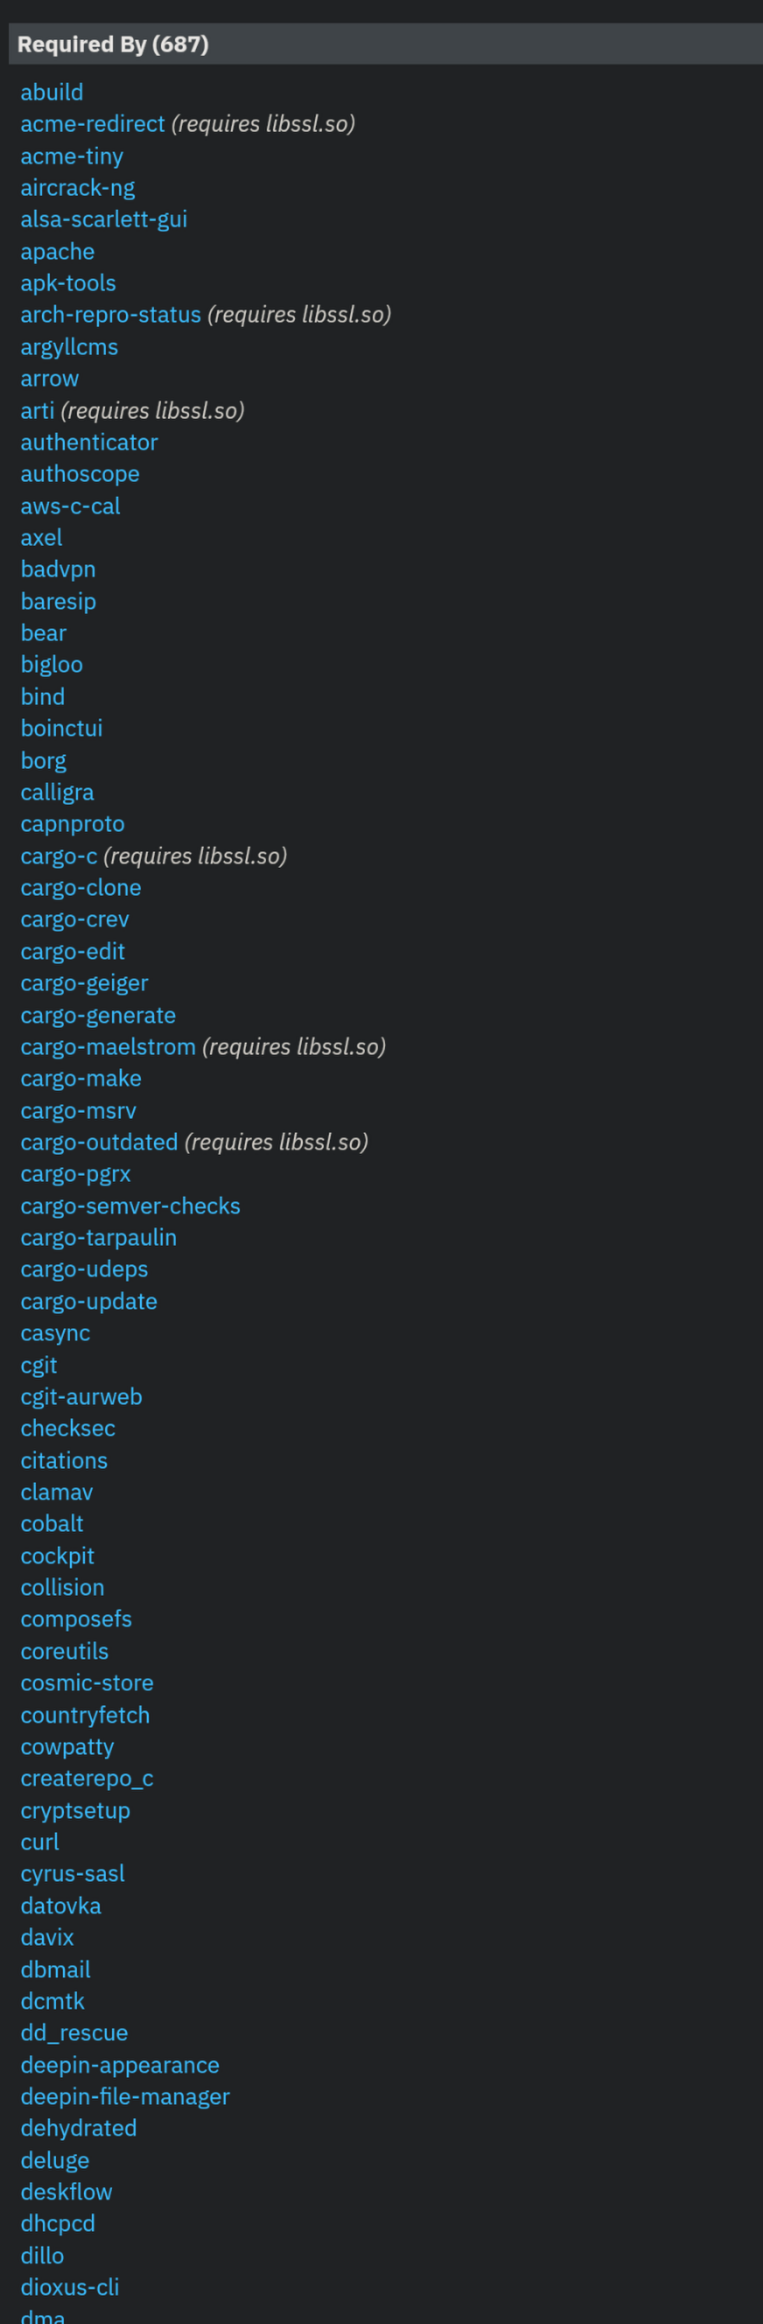 Required By (687)
abuild
acme-redirect (requires libssl.so)
acme-tiny
aircrack-ng
alsa-scarlett-gui
apache
apk-tools
arch-repro-status (requires libssl.so)
argyllcms
arrow
arti (requires libssl.so)
authenticator
authoscope
aws-c-cal
axel
badvpn
baresip
bear
bigloo
bind
boinctui
borg
calligra
capnproto
cargo-c (requires libssl.so)
cargo-clone
cargo-crev
cargo-edit
cargo-geiger
cargo-generate
cargo-maelstrom (requires libssl.so)
cargo-make
cargo-msrv
cargo-outdated (requires libssl.so)
cargo-pgrx
cargo-semver-checks
cargo-tarpaulin
cargo-udeps
cargo-update
casync
cgit
cgit-aurweb
checksec
citations
clamav
cobalt
cockpit
collision
composefs
coreutils
cosmic-store
countryfetch
cowpatty
createrepo_c
cryptsetup
curl
cyrus-sasl
datovka
davix
dbmail
dcmtk
dd_rescue
deepin-appearance
deepin-file-manager
dehydrated
deluge
deskflow
dhcpcd
dillo
dioxus-cli
dma